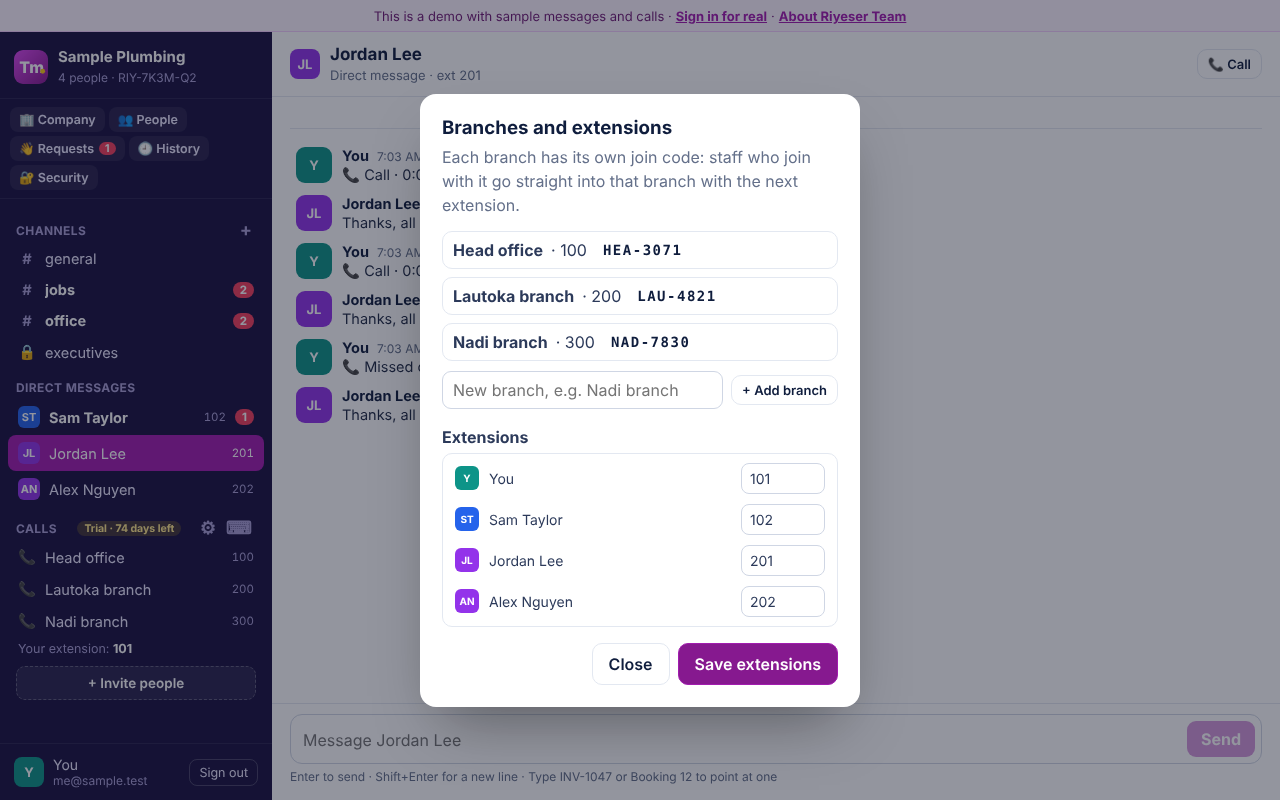 This is a demo with sample messages and calls · Sign in for real · About Riyeser Team
Tm
Sample Plumbing
4 people · RIY-7K3M-Q2
Company
People
Requests 1
History
Security
CHANNELS +
# general
# jobs 2
# office 2
executives
DIRECT MESSAGES
ST Sam Taylor 102 1
JL Jordan Lee 201
AN Alex Nguyen 202
CALLS Trial · 74 days left
Head office 100
Lautoka branch 200
Nadi branch 300
Your extension: 101
+ Invite people
Y You
me@sample.test
Sign out
JL Jordan Lee
Direct message · ext 201
Call
Y You 7:03 AM
Call · 0:0
JL Jordan Lee
Thanks, all
Y You 7:03 AM
Call · 0:0
JL Jordan Lee
Thanks, all
Y You 7:03 AM
Missed
JL Jordan Lee
Thanks, all
Branches and extensions
Each branch has its own join code: staff who join
with it go straight into that branch with the next
extension.
Head office · 100 HEA-3071
Lautoka branch · 200 LAU-4821
Nadi branch · 300 NAD-7830
New branch, e.g. Nadi branch
+ Add branch
Extensions
Y You 101
ST Sam Taylor 102
JL Jordan Lee 201
AN Alex Nguyen 202
Close
Save extensions
Message Jordan Lee
Send
Enter to send · Shift+Enter for a new line · Type INV-1047 or Booking 12 to point at one